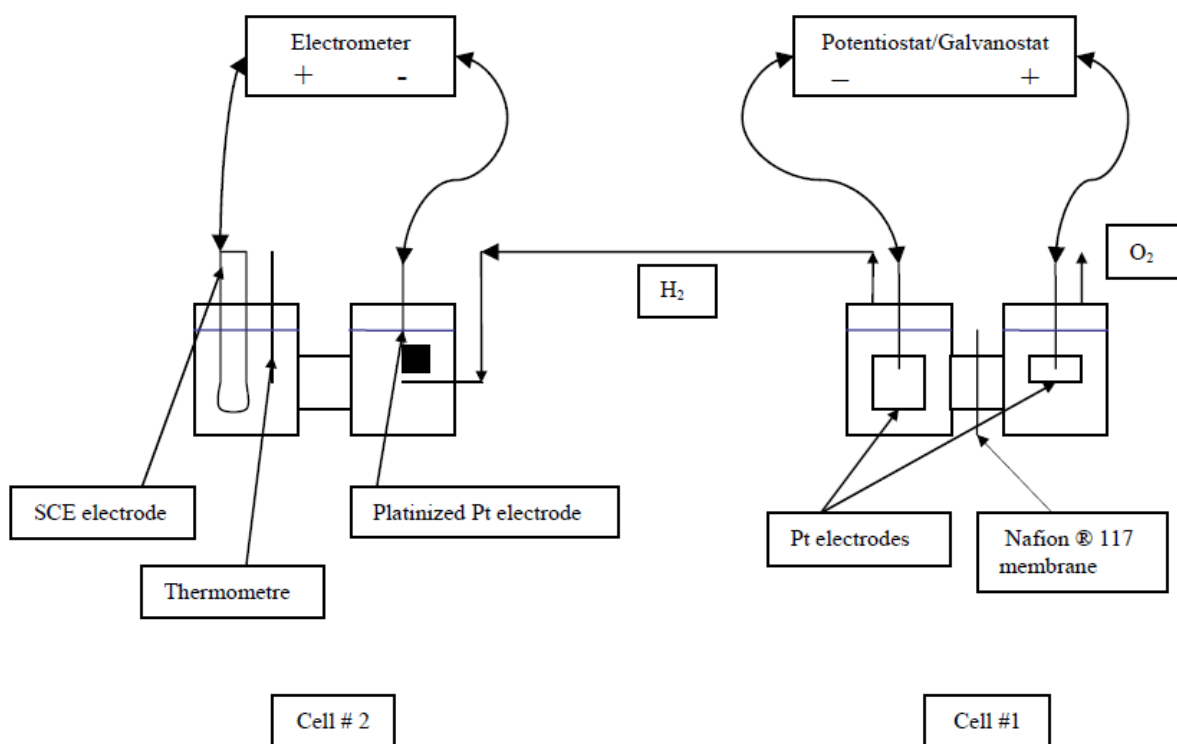 Electrometer
+ -
Potentiostat/Galvanostat
– +
O₂
H₂
SCE electrode
Platinized Pt electrode
Pt electrodes
Nafion ® 117
membrane
Thermometre
Cell # 2
Cell #1